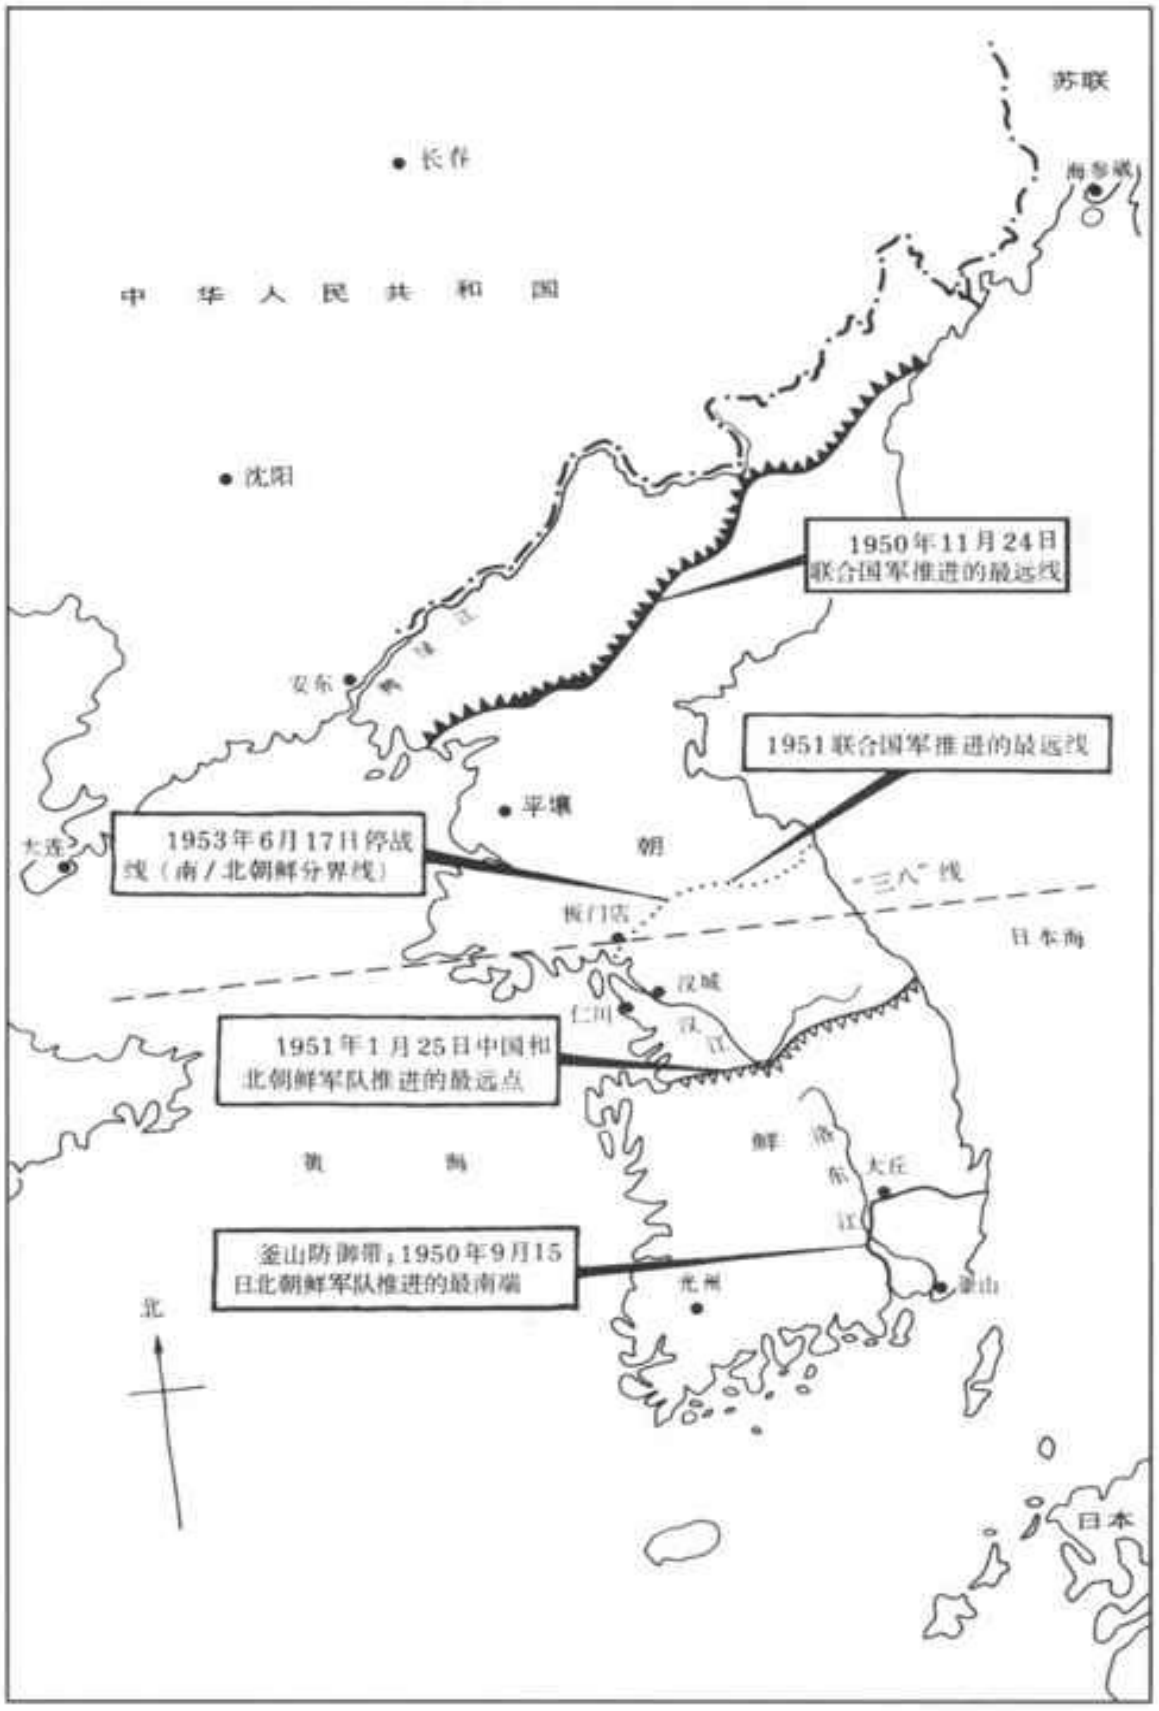 苏联
长春
海参崴
中华人民共和国
沈阳
1950年11月24日
联合国军推进的最远线
鸭绿江
安东
1951联合国军推进的最远线
平壤
1953年6月17日停战
线(南/北朝鲜分界线)
大连
朝
“三八”线
板门店
日本海
汉城
仁川
汉江
1951年1月25日中国和
北朝鲜军队推进的最远点
黄海
鲜
洛东江
大丘
釜山防御带;1950年9月15
日北朝鲜军队推进的最南端
光州
釜山
北
日本